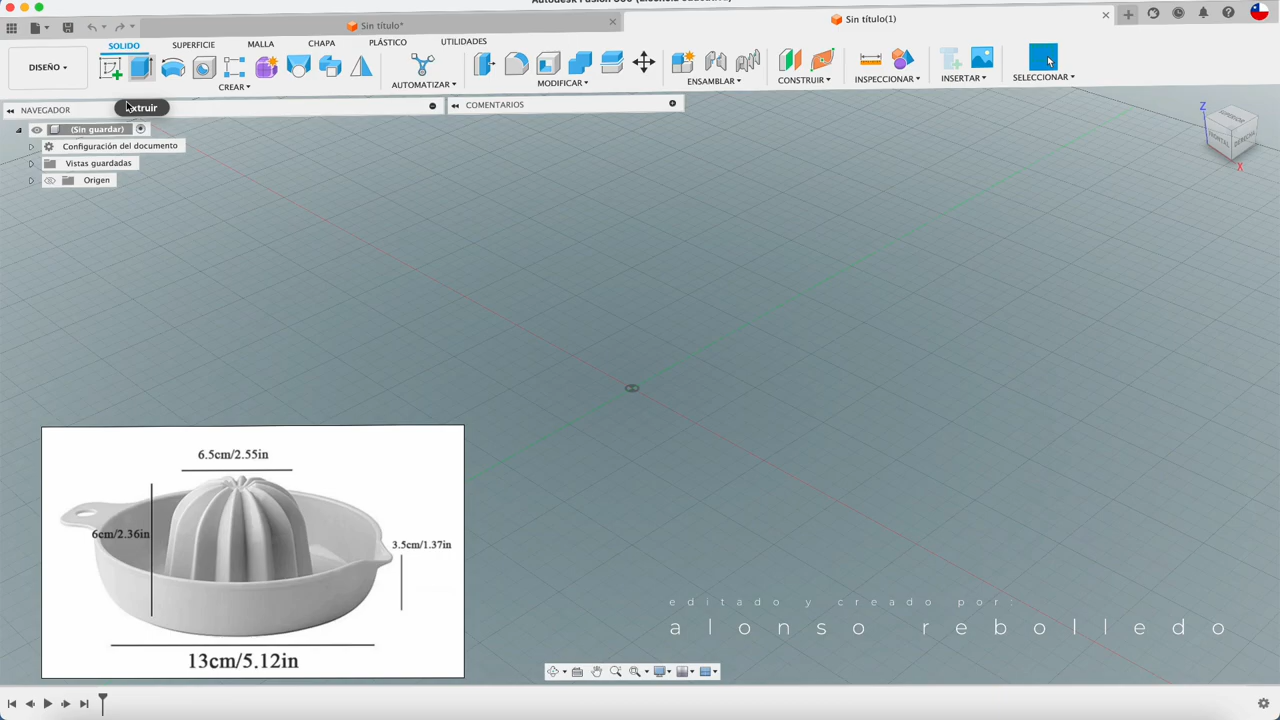 Sin título*
Sin título(1)
SOLIDO
SUPERFICIE
MALLA
CHAPA
PLÁSTICO
UTILIDADES
DISEÑO
CREAR
AUTOMATIZAR
MODIFICAR
ENSAMBLAR
CONSTRUIR
INSPECCIONAR
INSERTAR
SELECCIONAR
NAVEGADOR
COMENTARIOS
(Sin guardar)
Configuración del documento
Vistas guardadas
Origen
Z
X
6.5cm/2.55in
6cm/2.36in
3.5cm/1.37in
13cm/5.12in
editado y creado por:
alonso rebolledo